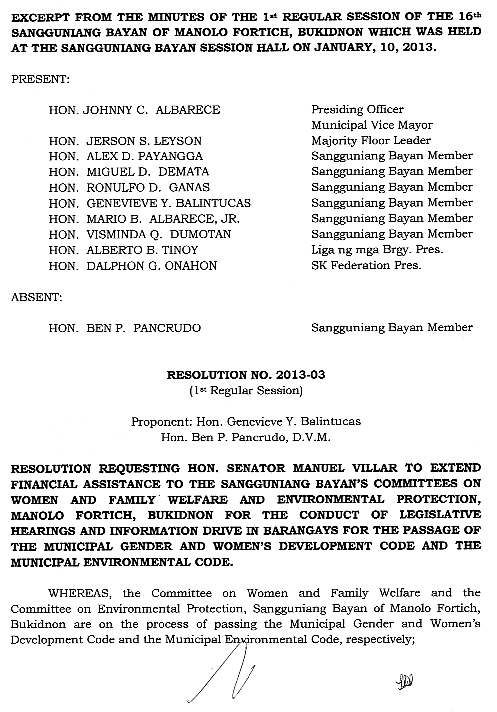 EXCERPT FROM THE MINUTES OF THE 1st REGULAR SESSION OF THE 16th
SANGGUNIANG BAYAN OF MANOLO FORTICH, BUKIDNON WHICH WAS HELD
AT THE SANGGUNIANG BAYAN SESSION HALL ON JANUARY, 10, 2013.
PRESENT:
HON. JOHNNY C. ALBARECE Presiding Officer
Municipal Vice Mayor
HON. JERSON S. LEYSON Majority Floor Leader
HON. ALEX D. PAYANGGA Sangguniang Bayan Member
HON. MIGUEL D. DEMATA Sangguniang Bayan Member
HON. RONULFO D. GANAS Sangguniang Bayan Member
HON. GENEVIEVE Y. BALINTUCAS Sangguniang Bayan Member
HON. MARIO B. ALBARECE, JR. Sangguniang Bayan Member
HON. VISMINDA Q. DUMOTAN Sangguniang Bayan Member
HON. ALBERTO B. TINOY Liga ng mga Brgy. Pres.
HON. DALPHON G. ONAHON SK Federation Pres.
ABSENT:
HON. BEN P. PANCRUDO Sangguniang Bayan Member
RESOLUTION NO. 2013-03
(1st Regular Session)
Proponent: Hon. Genevieve Y. Balintucas
Hon. Ben P. Pancrudo, D.V.M.
RESOLUTION REQUESTING HON. SENATOR MANUEL VILLAR TO EXTEND
FINANCIAL ASSISTANCE TO THE SANGGUNIANG BAYAN'S COMMITTEES ON
WOMEN AND FAMILY WELFARE AND ENVIRONMENTAL PROTECTION,
MANOLO FORTICH, BUKIDNON FOR THE CONDUCT OF LEGISLATIVE
HEARINGS AND INFORMATION DRIVE IN BARANGAYS FOR THE PASSAGE OF
THE MUNICIPAL GENDER AND WOMEN'S DEVELOPMENT CODE AND THE
MUNICIPAL ENVIRONMENTAL CODE.
WHEREAS, the Committee on Women and Family Welfare and the
Committee on Environmental Protection, Sangguniang Bayan of Manolo Fortich,
Bukidnon are on the process of passing the Municipal Gender and Women's
Development Code and the Municipal Environmental Code, respectively;